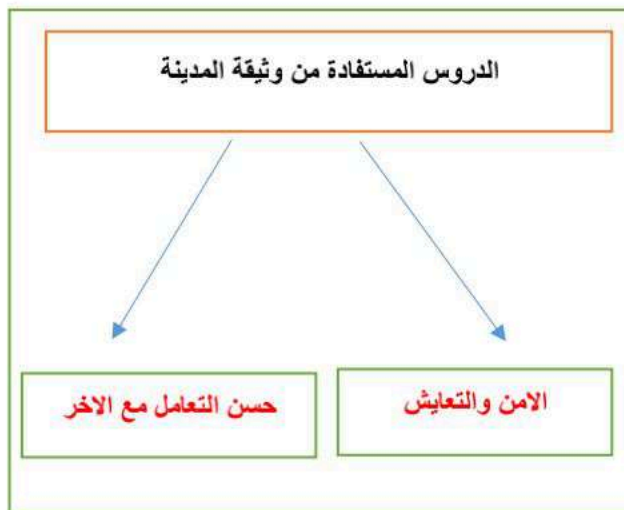 الدروس المستفادة من وثيقة المدينة
الامن والتعايش
حسن التعامل مع الاخر